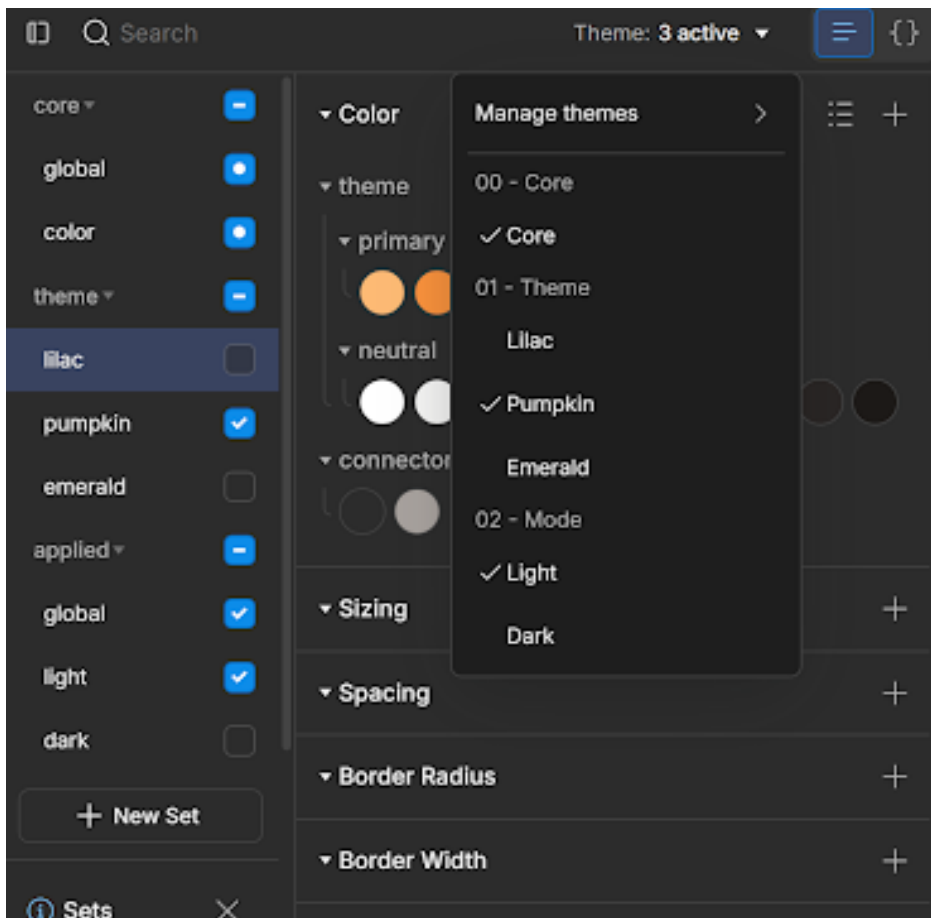 Search
Theme: 3 active
{}
core
global
color
theme
lilac
pumpkin
emerald
applied
global
light
dark
+ New Set
Sets
Color
theme
primary
neutral
connector
Sizing
Spacing
Border Radius
Border Width
Manage themes
00 - Core
Core
01 - Theme
Lilac
Pumpkin
Emerald
02 - Mode
Light
Dark